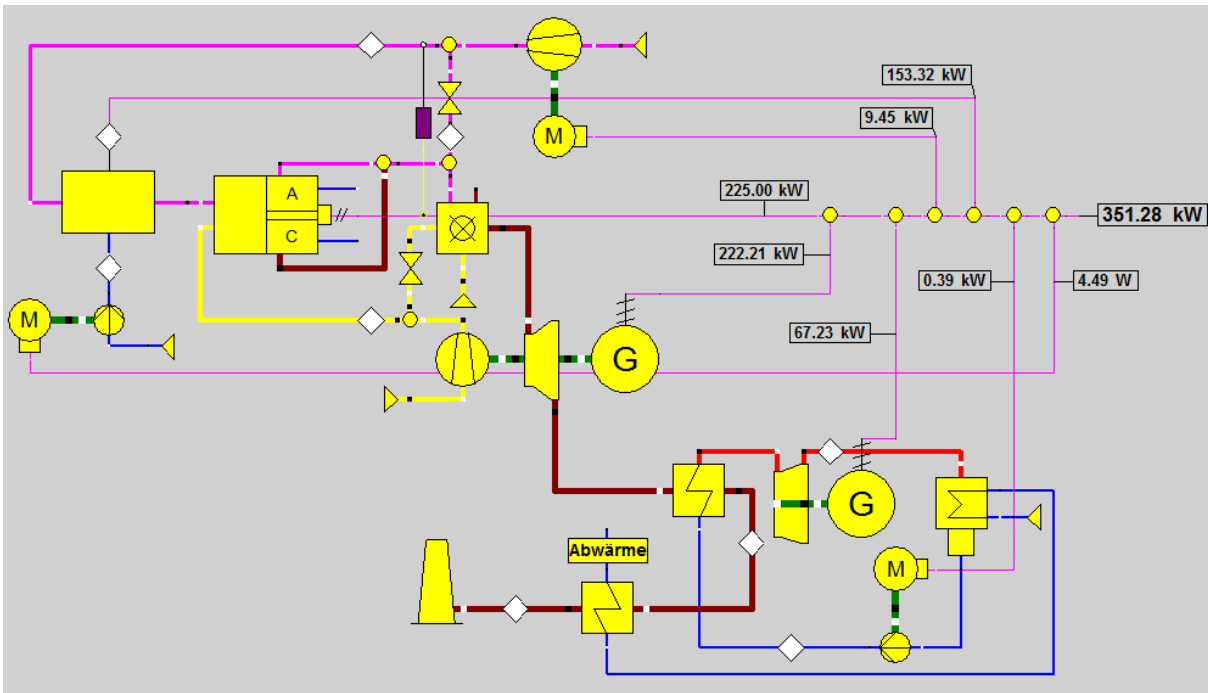 153.32 kW
9.45 kW
M
A
225.00 kW
351.28 kW
C
222.21 kW
0.39 kW
4.49 W
M
67.23 kW
G
G
Abwärme
M